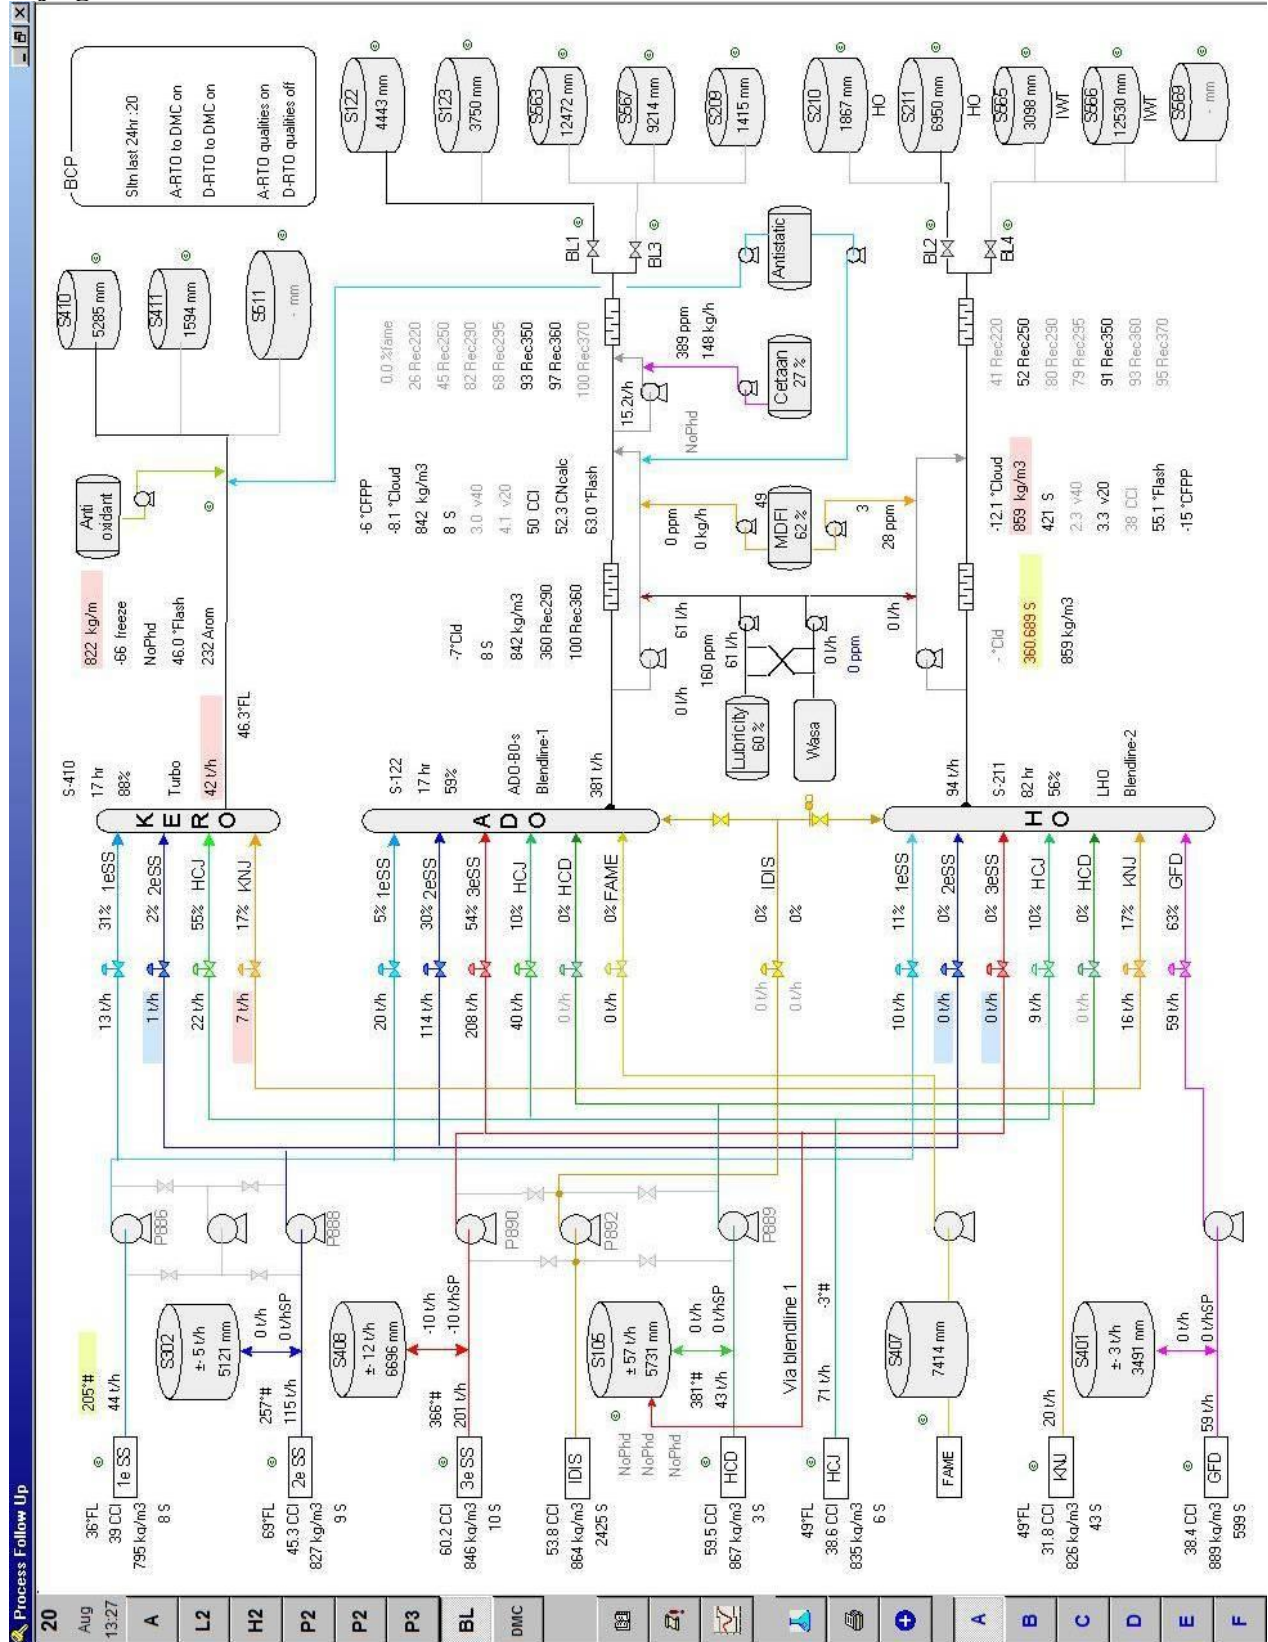 Process Follow Up
20
Aug
13:27
A
L2
H2
P2
P2
P3
BL
DMC
A
B
C
D
E
F
36°FL
39 CCI
795 kg/m3
8 S
1e SS
205°#
44 t/h
S302
±- 5 t/h
5121 mm
0 t/h
0 t/hSP
69°FL
45.3 CCI
827 kg/m3
9 S
2e SS
257°#
115 t/h
P886
P888
60.2 CCI
846 kg/m3
10 S
3e SS
366°#
201 t/h
S408
±- 12 t/h
6696 mm
-10 t/h
-10 t/hSP
P890
53.8 CCI
864 kg/m3
2425 S
IDIS
P892
NoPhd
NoPhd
NoPhd
S105
± 57 t/h
5731 mm
0 t/h
0 t/hSP
59.5 CCI
867 kg/m3
3 S
HCD
381°#
43 t/h
P889
Via blendline 1
49°FL
38.6 CCI
835 kg/m3
6 S
HCJ
71 t/h
-3°#
FAME
S407
7414 mm
49°FL
31.8 CCI
826 kg/m3
43 S
KNJ
20 t/h
S401
±- 3 t/h
3491 mm
0 t/h
0 t/hSP
38.4 CCI
889 kg/m3
599 S
GFD
59 t/h
13 t/h
31% 1eSS
1 t/h
2% 2eSS
22 t/h
55% HCJ
7 t/h
17% KNJ
KERO
S-410
17 hr
88%
Turbo
42 t/h
46.3°FL
822 kg/m
-66 freeze
NoPhd
46.0 °Flash
232 Arom
Anti
oxidant
S410
5285 mm
S411
1594 mm
S511
- mm
BCP
Sltn last 24hr :20
A-RTO to DMC on
D-RTO to DMC on
A-RTO qualities on
D-RTO qualities off
20 t/h
5% 1eSS
114 t/h
30% 2eSS
208 t/h
54% 3eSS
40 t/h
10% HCJ
0 t/h
0% HCD
0 t/h
0% FAME
0 t/h
0% IDIS
0 t/h
0%
ADO
S-122
17 hr
59%
ADO-B0-s
Blendline-1
381 t/h
-7°Cld
8 S
842 kg/m3
360 Rec290
100 Rec360
-6 °CFPP
-8.1 °Cloud
842 kg/m3
8 S
3.0 v40
4.1 v20
50 CCI
52.3 CNcalc
63.0 °Flash
0.0 %fame
26 Rec220
45 Rec250
82 Rec290
68 Rec295
93 Rec350
97 Rec360
100 Rec370
0 l/h
61 l/h
160 ppm
61 l/h
0 l/h
0 ppm
0 l/h
Lubricity
60 %
Wasa
0 ppm
0 kg/h
MDFI
62 %
49
3
28 ppm
NoPhd
15.2t/h
389 ppm
148 kg/h
Cetaan
27 %
Antistatic
BL1
BL3
BL2
BL4
S122
4443 mm
S123
3750 mm
S563
12472 mm
S567
9214 mm
S209
1415 mm
S210
1867 mm
HO
S211
6950 mm
HO
S565
3098 mm
IWT
S566
12530 mm
IWT
S569
- mm
10 t/h
11% 1eSS
0 t/h
0% 2eSS
0 t/h
0% 3eSS
9 t/h
10% HCJ
0 t/h
0% HCD
16 t/h
17% KNJ
59 t/h
63% GFD
HO
94 t/h
S-211
82 hr
56%
LHO
Blendline-2
- °Cld
360.689 S
859 kg/m3
-12.1 °Cloud
859 kg/m3
421 S
2.3 v40
3.3 v20
38 CCI
55.1 °Flash
-15 °CFPP
41 Rec220
52 Rec250
80 Rec290
79 Rec295
91 Rec350
93 Rec360
95 Rec370